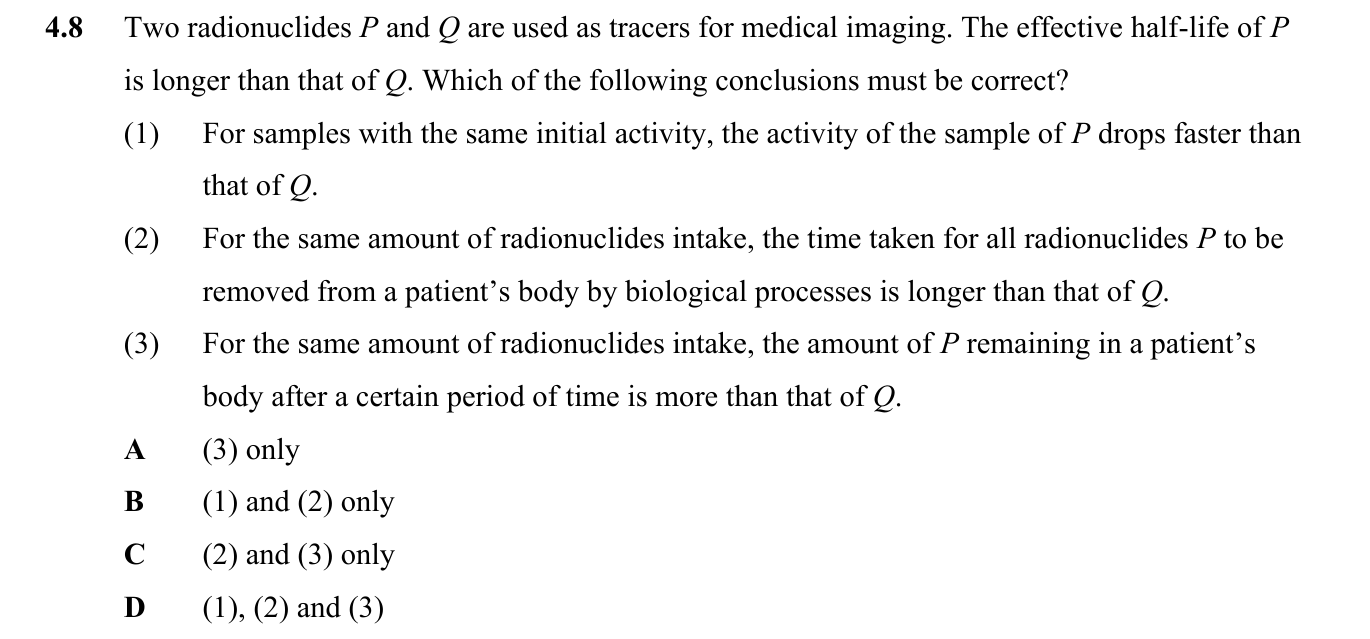 4.8 Two radionuclides P and Q are used as tracers for medical imaging. The effective half-life of P
is longer than that of Q. Which of the following conclusions must be correct?
(1) For samples with the same initial activity, the activity of the sample of P drops faster than
that of Q.
(2) For the same amount of radionuclides intake, the time taken for all radionuclides P to be
removed from a patient’s body by biological processes is longer than that of Q.
(3) For the same amount of radionuclides intake, the amount of P remaining in a patient’s
body after a certain period of time is more than that of Q.
A (3) only
B (1) and (2) only
C (2) and (3) only
D (1), (2) and (3)